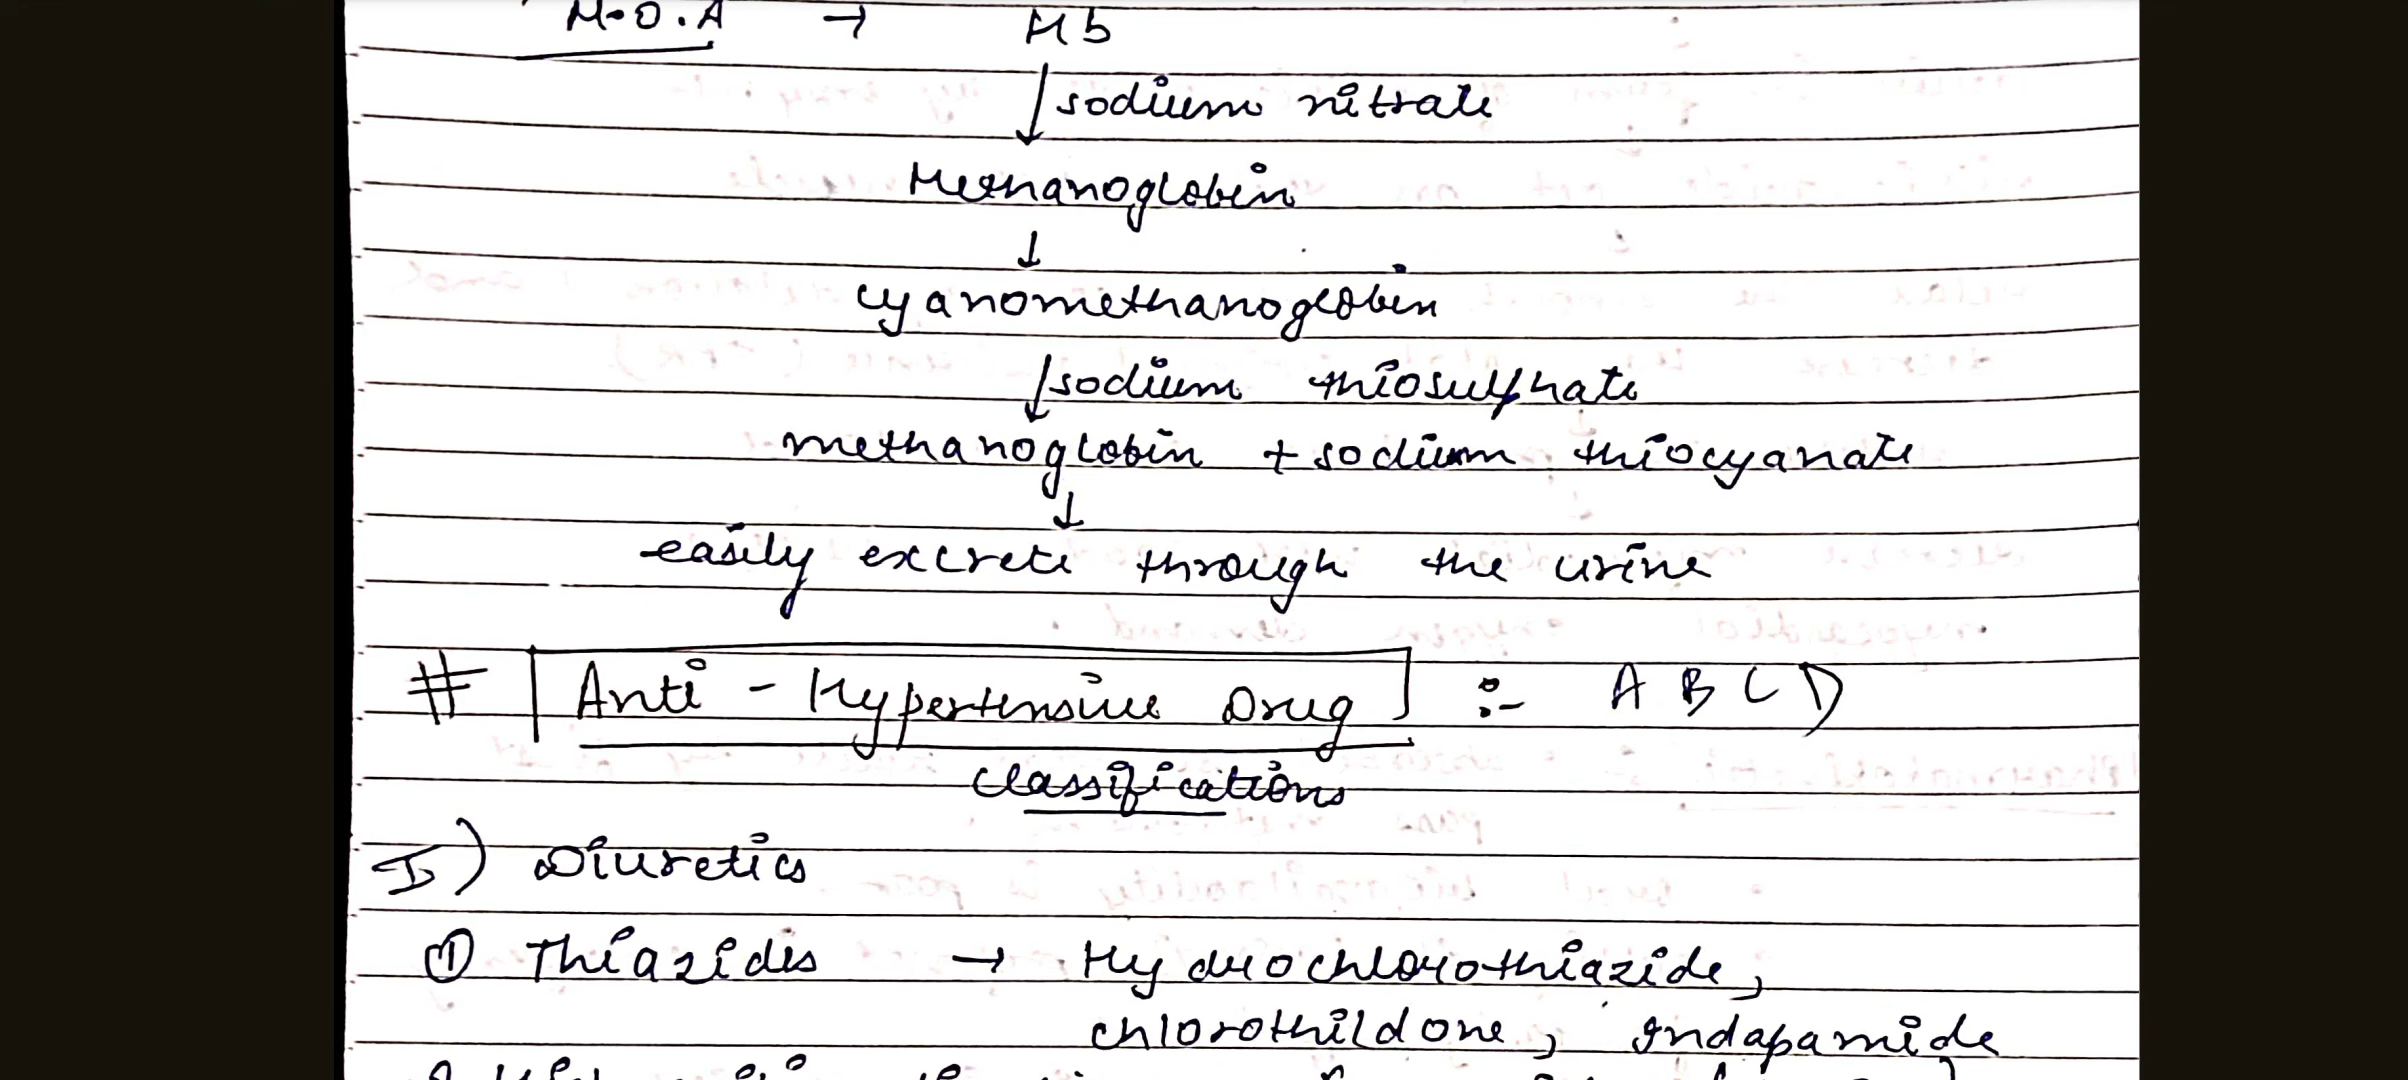 M.O.A → Hb
↓ sodium nitrate
Methanoglobin
↓
cyanomethanoglobin
↓ sodium thiosulphate
methanoglobin + sodium thiocyanate
↓
easily excrete through the urine
# Anti - Hypertensive Drug :- A B C D
classifications
I) Diuretics
① Thiazides → Hydrochlorothiazide,
chlorothildone, Indapamide